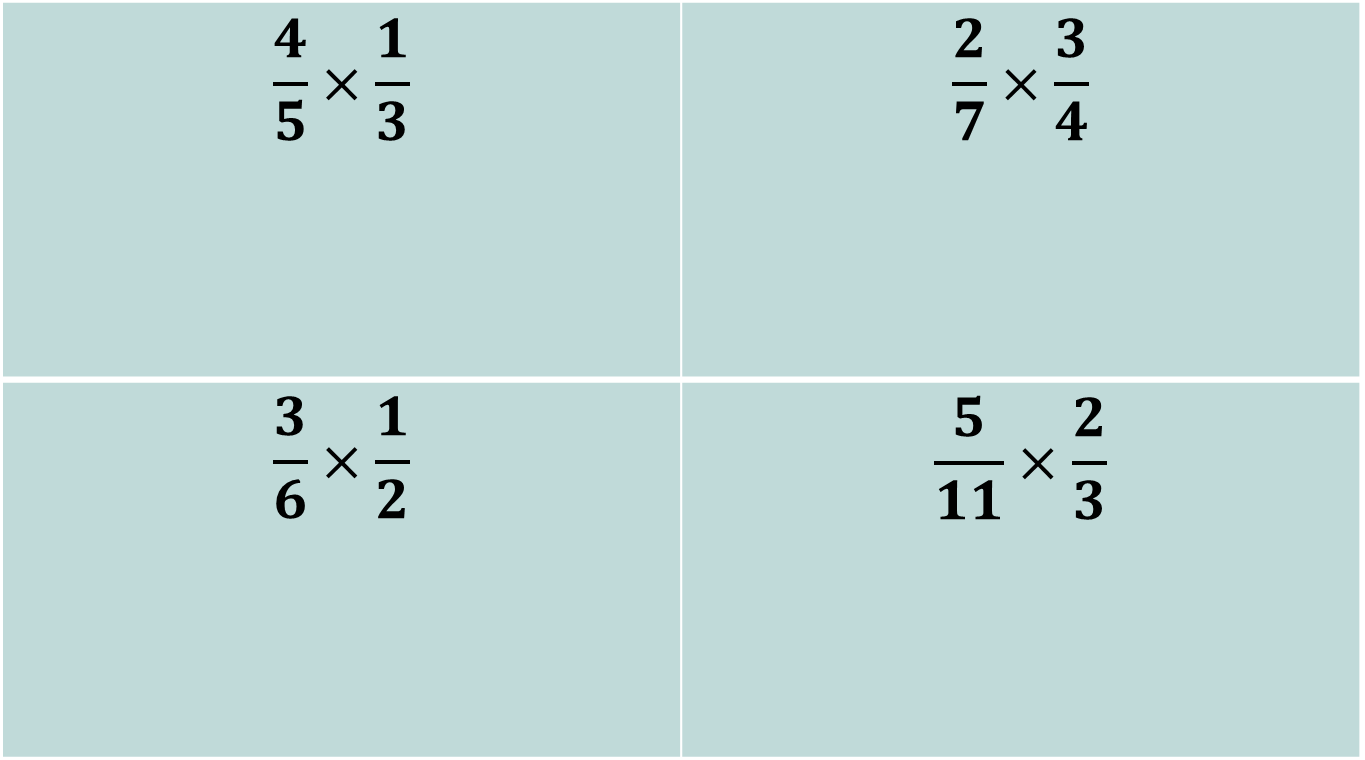 4/5 × 1/3
2/7 × 3/4
3/6 × 1/2
5/11 × 2/3